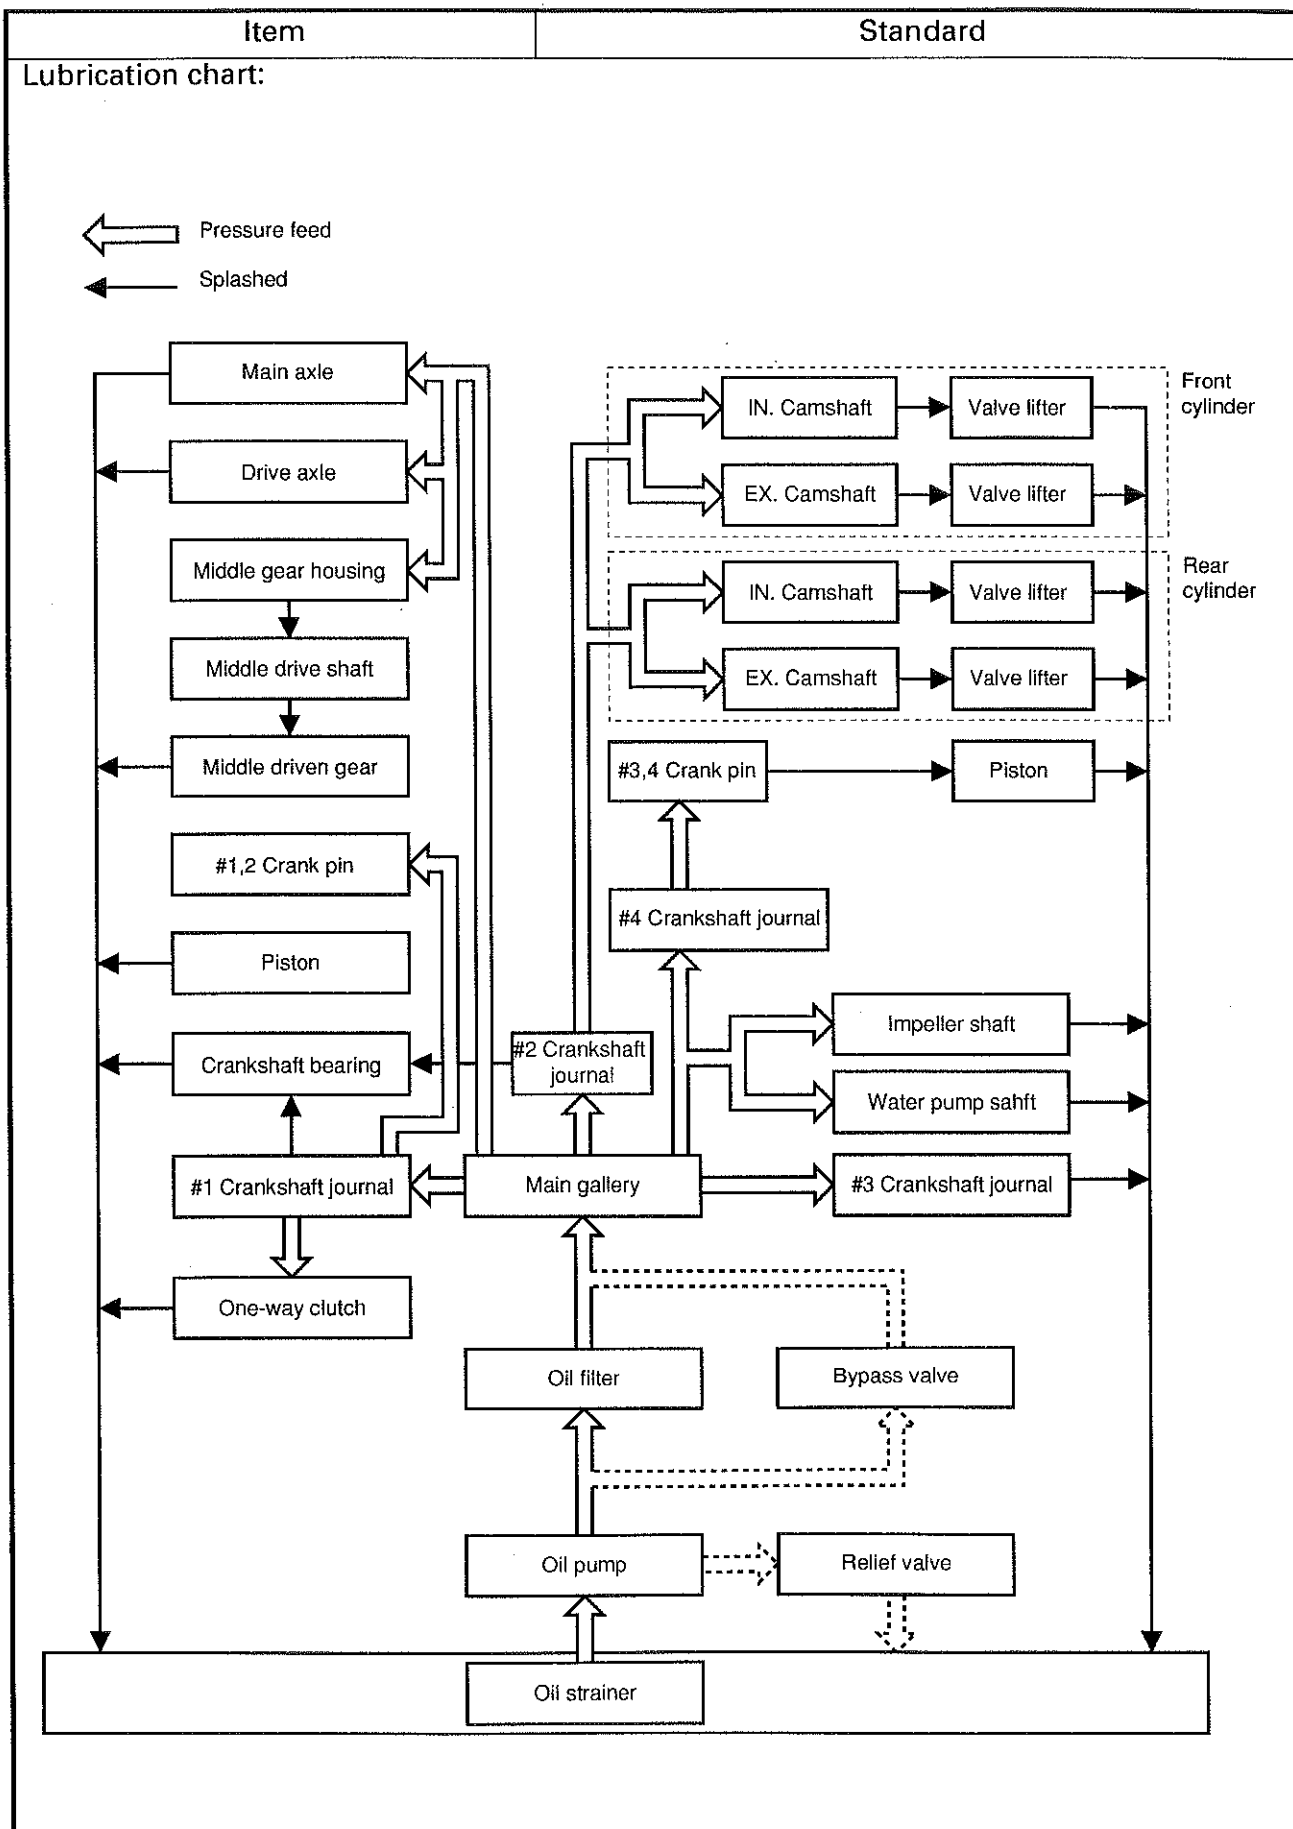 Item
Standard
Lubrication chart:
Pressure feed
Splashed
Main axle
Drive axle
Middle gear housing
Middle drive shaft
Middle driven gear
#1,2 Crank pin
Piston
Crankshaft bearing
#1 Crankshaft journal
One-way clutch
#2 Crankshaft
journal
Main gallery
Oil filter
Oil pump
Oil strainer
IN. Camshaft
Valve lifter
Front
cylinder
EX. Camshaft
Valve lifter
IN. Camshaft
Valve lifter
Rear
cylinder
EX. Camshaft
Valve lifter
#3,4 Crank pin
Piston
#4 Crankshaft journal
Impeller shaft
Water pump sahft
#3 Crankshaft journal
Bypass valve
Relief valve